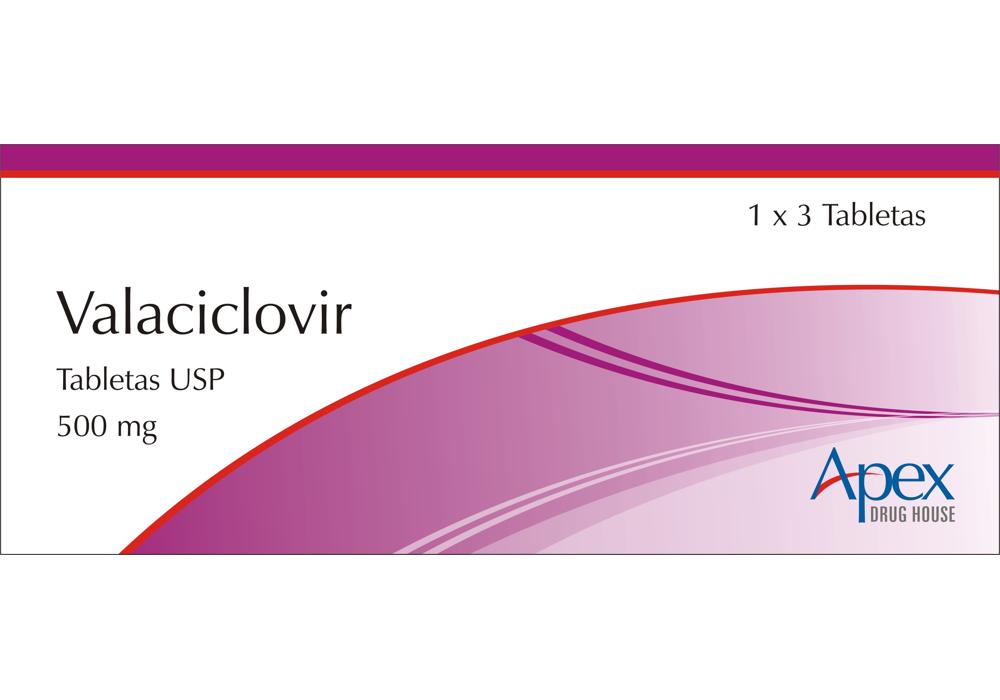 1 x 3 Tabletas
Valaciclovir
Tabletas USP
500 mg
Apex
DRUG HOUSE